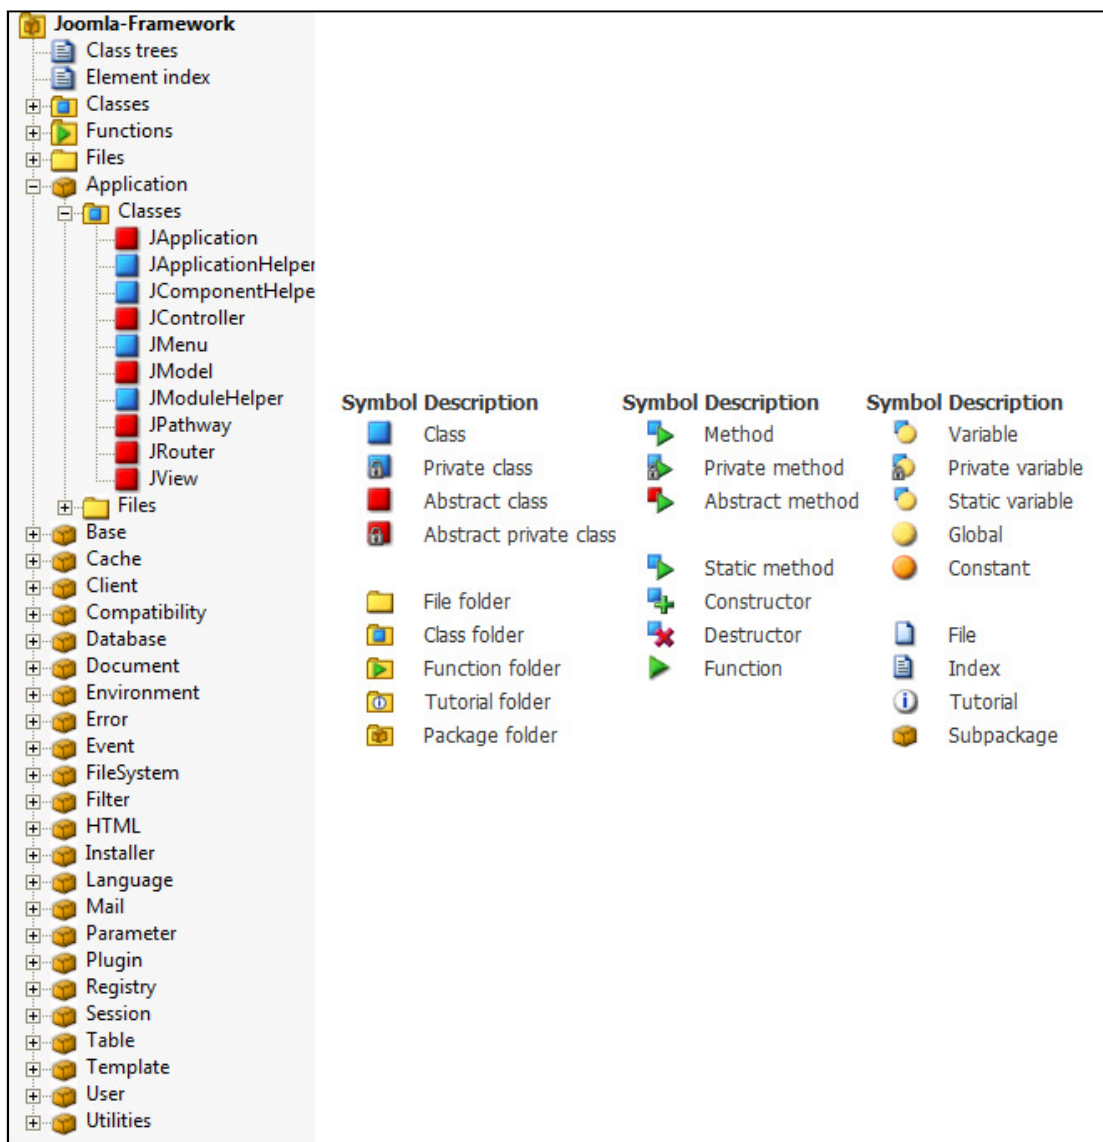 Joomla-Framework
Class trees
Element index
Classes
Functions
Files
Application
Classes
JApplication
JApplicationHelper
JComponentHelpe
JController
JMenu
JModel
JModuleHelper
JPathway
JRouter
JView
Files
Base
Cache
Client
Compatibility
Database
Document
Environment
Error
Event
FileSystem
Filter
HTML
Installer
Language
Mail
Parameter
Plugin
Registry
Session
Table
Template
User
Utilities
Symbol Description
Class
Private class
Abstract class
Abstract private class
File folder
Class folder
Function folder
Tutorial folder
Package folder
Symbol Description
Method
Private method
Abstract method
Static method
Constructor
Destructor
Function
Symbol Description
Variable
Private variable
Static variable
Global
Constant
File
Index
Tutorial
Subpackage